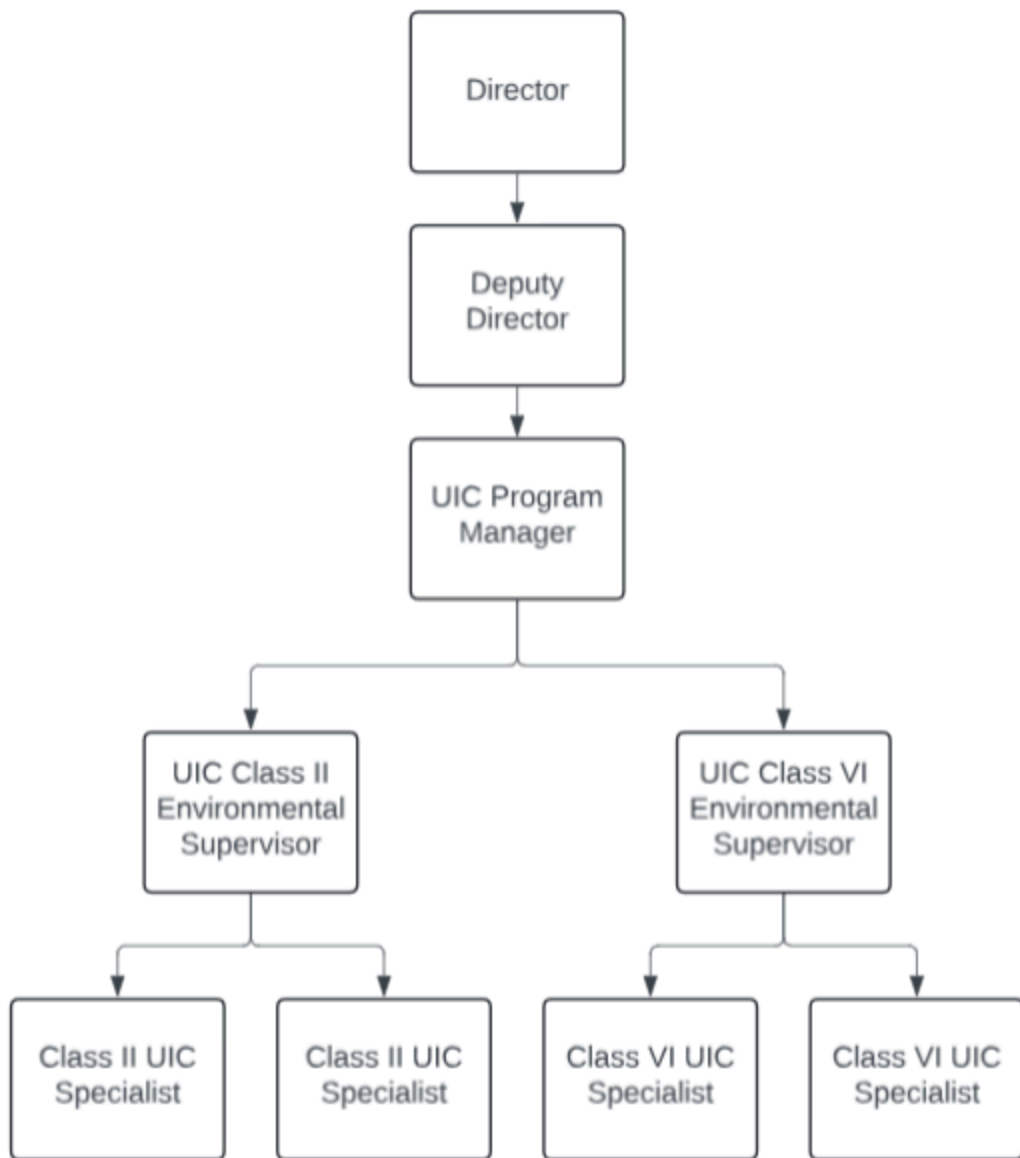 Director
Deputy
Director
UIC Program
Manager
UIC Class II
Environmental
Supervisor
UIC Class VI
Environmental
Supervisor
Class II UIC
Specialist
Class II UIC
Specialist
Class VI UIC
Specialist
Class VI UIC
Specialist